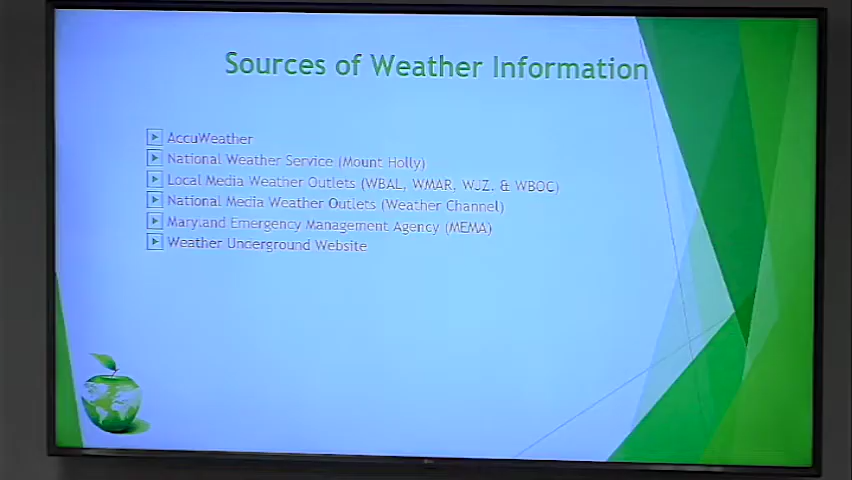 Sources of Weather Information
AccuWeather
National Weather Service (Mount Holly)
Local Media Weather Outlets (WBAL, WMAR, WJZ, & WBOC)
National Media Weather Outlets (Weather Channel)
Maryland Emergency Management Agency (MEMA)
Weather Underground Website